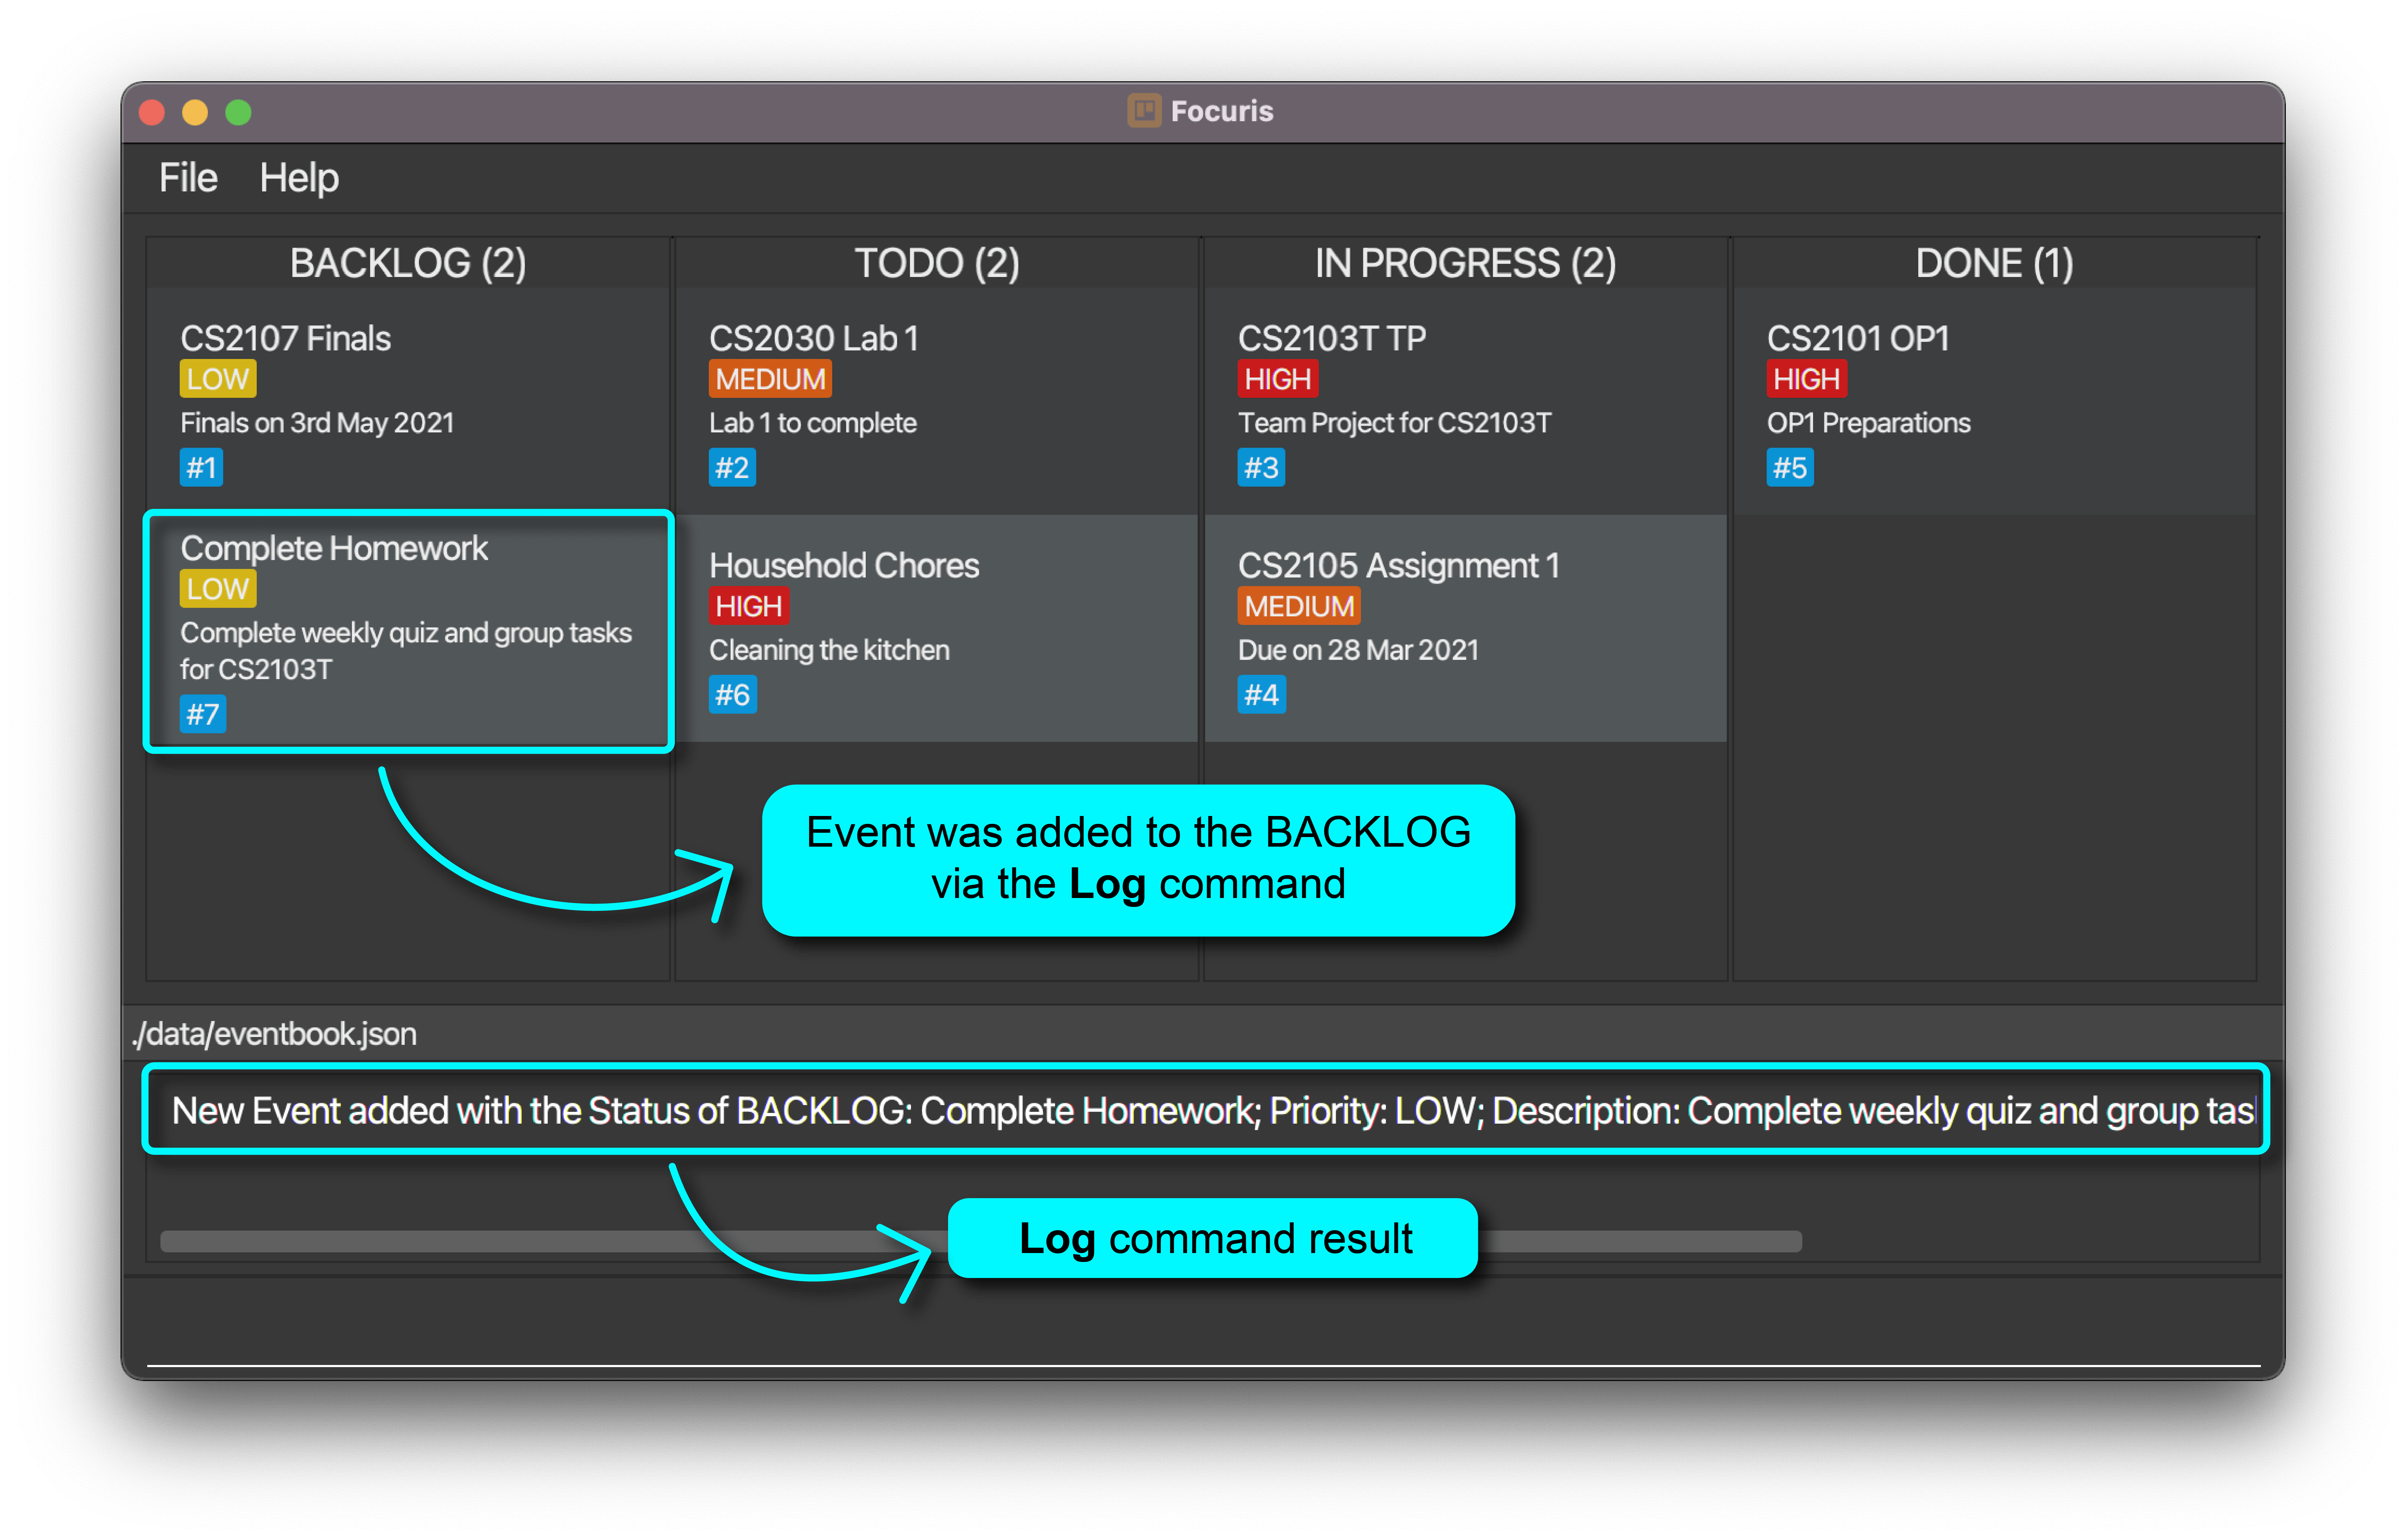 Focuris
File Help
BACKLOG (2)
CS2107 Finals
LOW
Finals on 3rd May 2021
#1
Complete Homework
LOW
Complete weekly quiz and group tasks
for CS2103T
#7
TODO (2)
CS2030 Lab 1
MEDIUM
Lab 1 to complete
#2
Household Chores
HIGH
Cleaning the kitchen
#6
IN PROGRESS (2)
CS2103T TP
HIGH
Team Project for CS2103T
#3
CS2105 Assignment 1
MEDIUM
Due on 28 Mar 2021
#4
DONE (1)
CS2101 OP1
HIGH
OP1 Preparations
#5
Event was added to the BACKLOG
via the Log command
./data/eventbook.json
New Event added with the Status of BACKLOG: Complete Homework; Priority: LOW; Description: Complete weekly quiz and group tas
Log command result